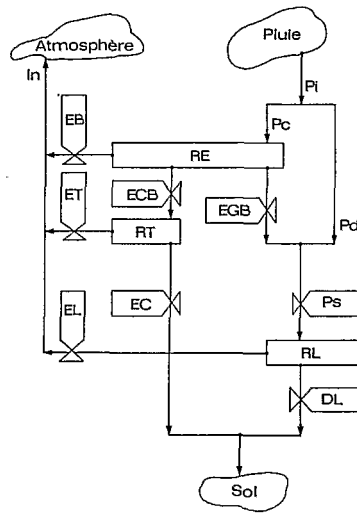 Atmosphère
Pluie
In
Pi
EB
Pc
RE
ET
ECB
EGB
RT
Pd
EL
EC
Ps
RL
DL
Sol